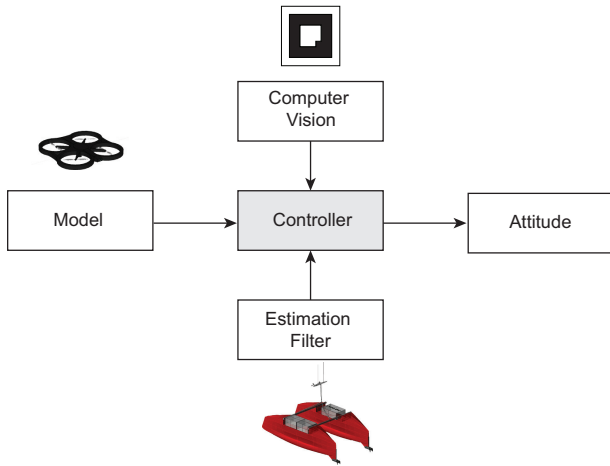 Computer
Vision
Model
Controller
Attitude
Estimation
Filter